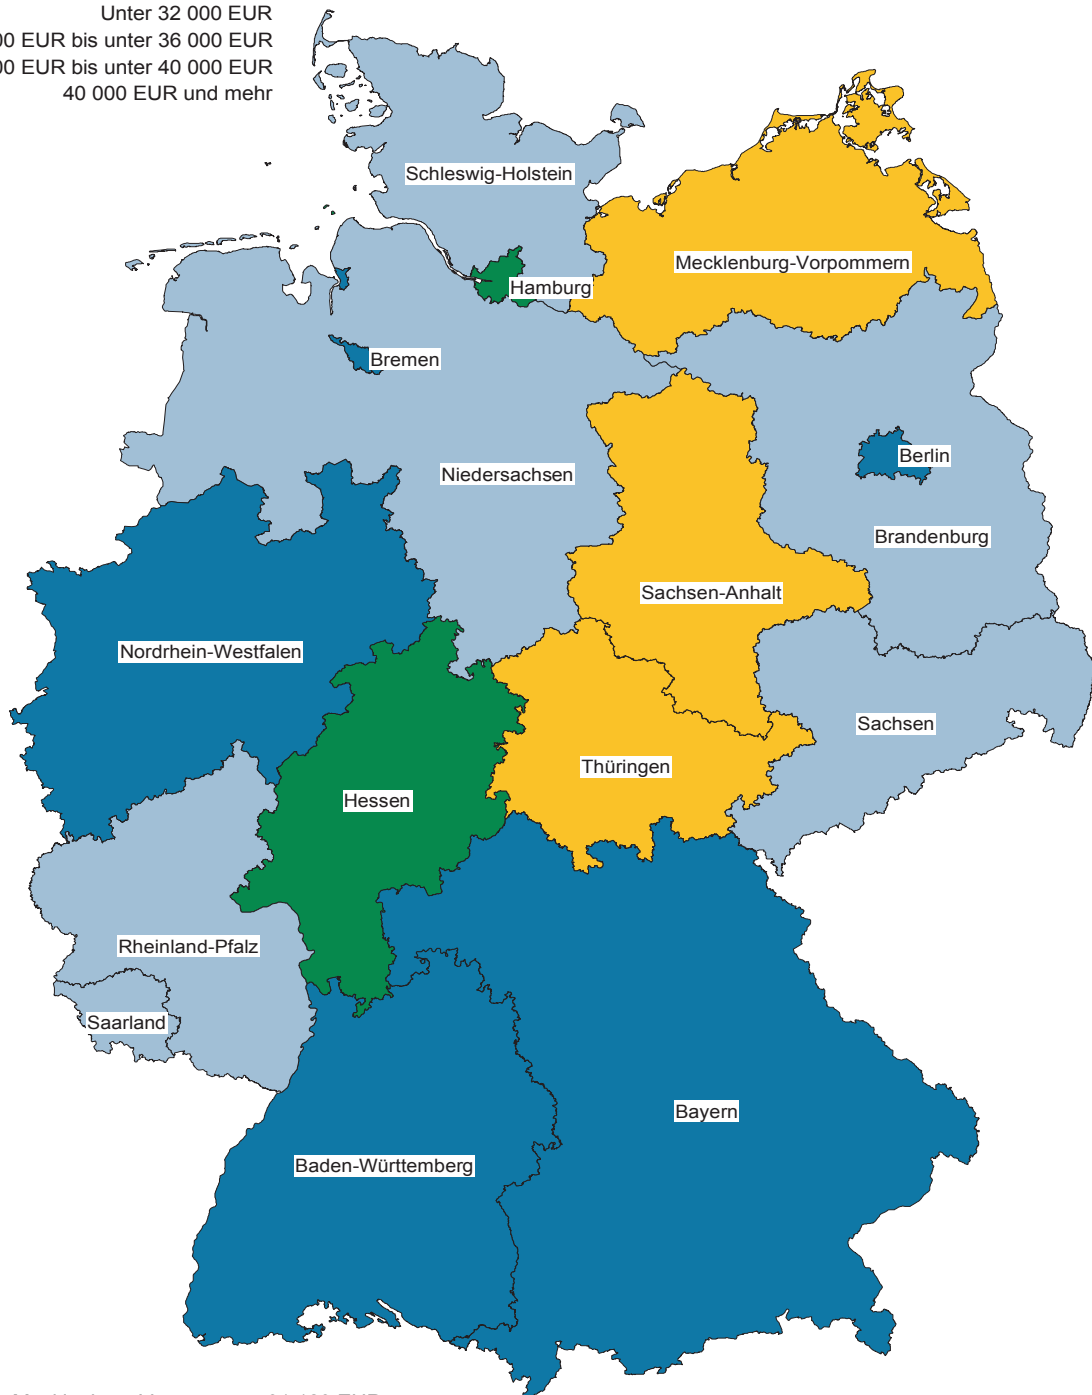 Unter 32 000 EUR
00 EUR bis unter 36 000 EUR
00 EUR bis unter 40 000 EUR
40 000 EUR und mehr
Schleswig-Holstein
Mecklenburg-Vorpommern
Hamburg
Bremen
Berlin
Niedersachsen
Brandenburg
Sachsen-Anhalt
Nordrhein-Westfalen
Sachsen
Thüringen
Hessen
Rheinland-Pfalz
Saarland
Bayern
Baden-Württemberg